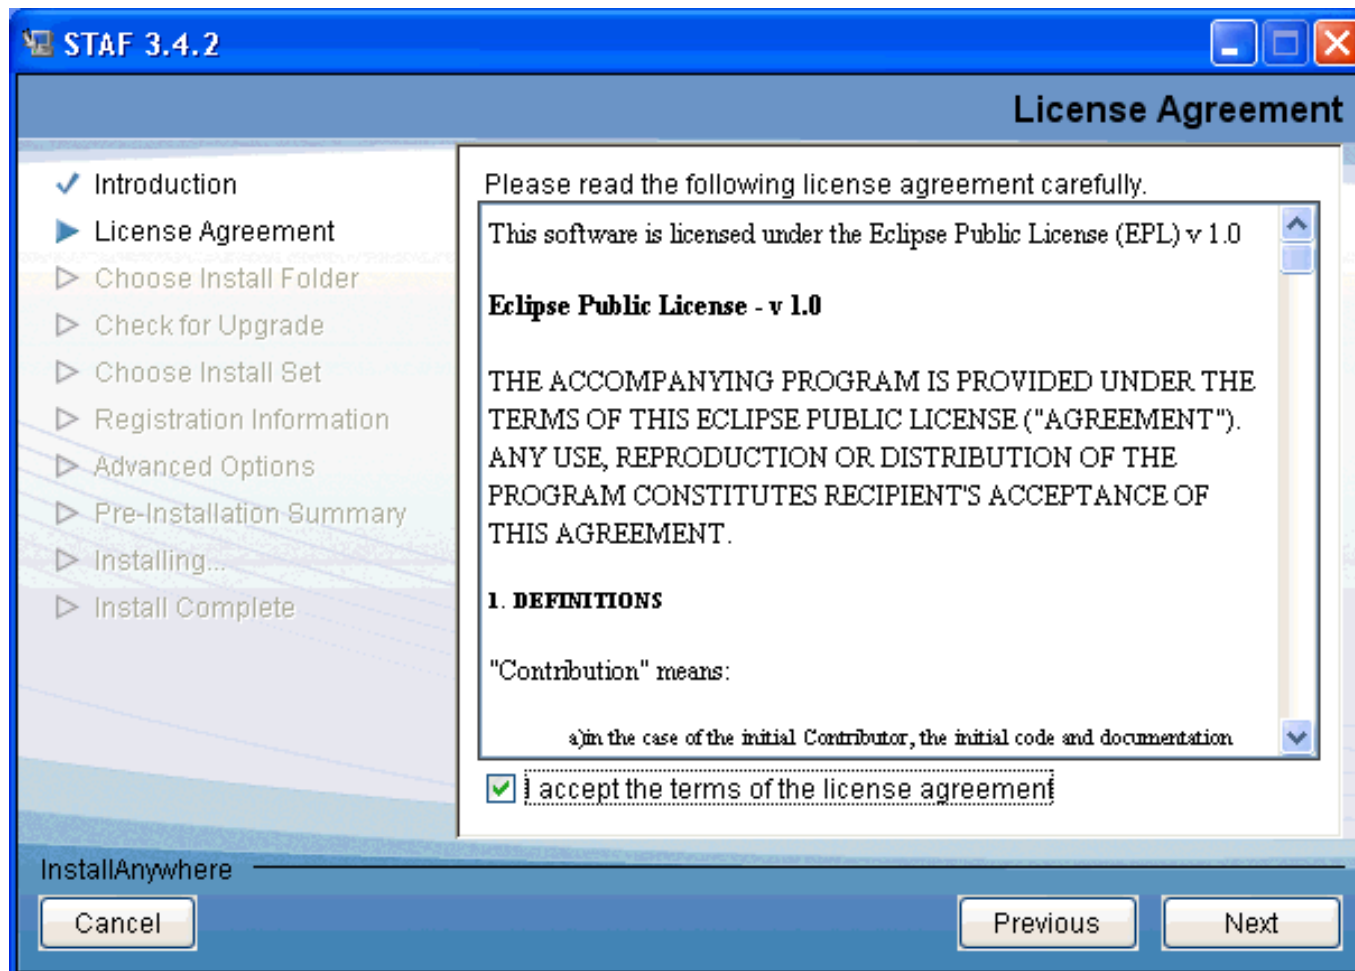 STAF 3.4.2
License Agreement
Introduction
License Agreement
Choose Install Folder
Check for Upgrade
Choose Install Set
Registration Information
Advanced Options
Pre-Installation Summary
Installing...
Install Complete
Please read the following license agreement carefully.
This software is licensed under the Eclipse Public License (EPL) v 1.0
Eclipse Public License - v 1.0
THE ACCOMPANYING PROGRAM IS PROVIDED UNDER THE
TERMS OF THIS ECLIPSE PUBLIC LICENSE ("AGREEMENT").
ANY USE, REPRODUCTION OR DISTRIBUTION OF THE
PROGRAM CONSTITUTES RECIPIENT'S ACCEPTANCE OF
THIS AGREEMENT.
1. DEFINITIONS
"Contribution" means:
a)in the case of the initial Contributor, the initial code and documentation
I accept the terms of the license agreement
InstallAnywhere
Cancel
Previous
Next